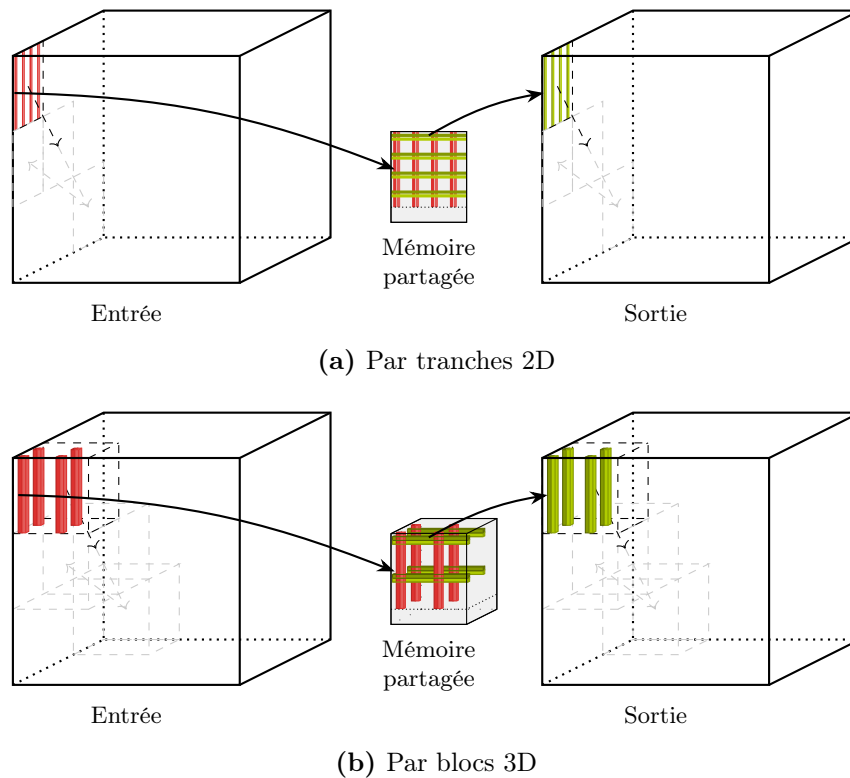 Mémoire
partagée
Entrée
Sortie
(a) Par tranches 2D
Mémoire
partagée
Entrée
Sortie
(b) Par blocs 3D